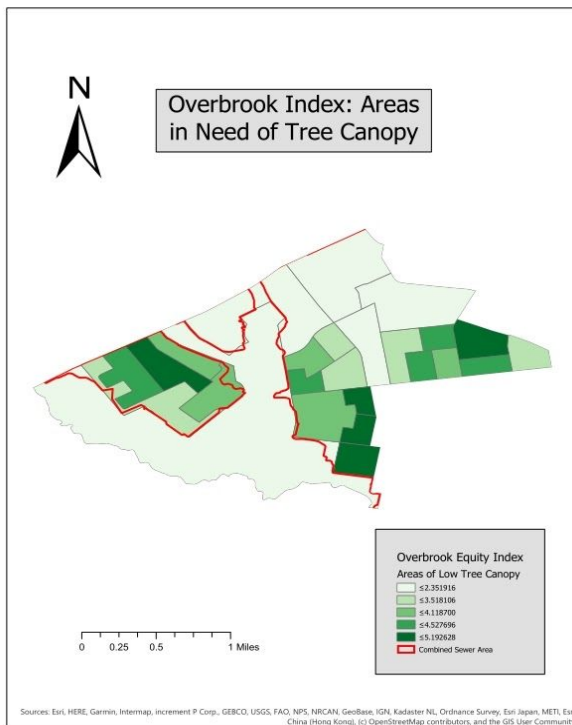 N
Overbrook Index: Areas
in Need of Tree Canopy
Overbrook Equity Index
Areas of Low Tree Canopy
≤2.351916
≤3.518106
≤4.118700
≤4.527696
≤5.192628
Combined Sewer Area
0 0.25 0.5 1 Miles
Sources: Esri, HERE, Garmin, Intermap, increment P Corp., GEBCO, USGS, FAO, NPS, NRCAN, GeoBase, IGN, Kadaster NL, Ordnance Survey, Esri Japan, METI, Esri
China (Hong Kong), (c) OpenStreetMap contributors, and the GIS User Communit